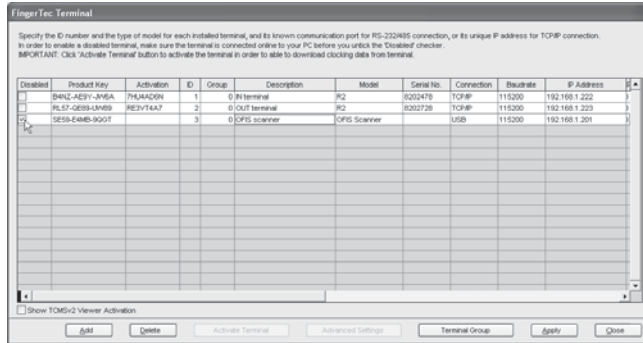 FingerTec Terminal
Specify the ID number and the type of model for each installed terminal, and its known communication port for RS-232/485 connection, or its unique IP address for TCP/IP connection.
In order to enable a disabled terminal, make sure the terminal is connected online to your PC before you untick the 'Disabled' checker.
IMPORTANT: Click 'Activate Terminal' button to activate the terminal in order to able to download clocking data from terminal.
Disabled Product Key Activation ID Group Description Model Serial No. Connection Baudrate IP Address
B4NZ-AE9Y-JW6A 7HU4AD6N 1 0 IN terminal R2 8202478 TCP/IP 115200 192.168.1.222
RL57-QE89-UW89 RE3VT4A7 2 0 OUT terminal R2 8202728 TCP/IP 115200 192.168.1.223
SE59-E4MB-9QGT 3 0 OFIS scanner OFIS Scanner USB 115200 192.168.1.201
Show TCMSv2 Viewer Activation
Add Delete Activate Terminal Advanced Settings Terminal Group Apply Close